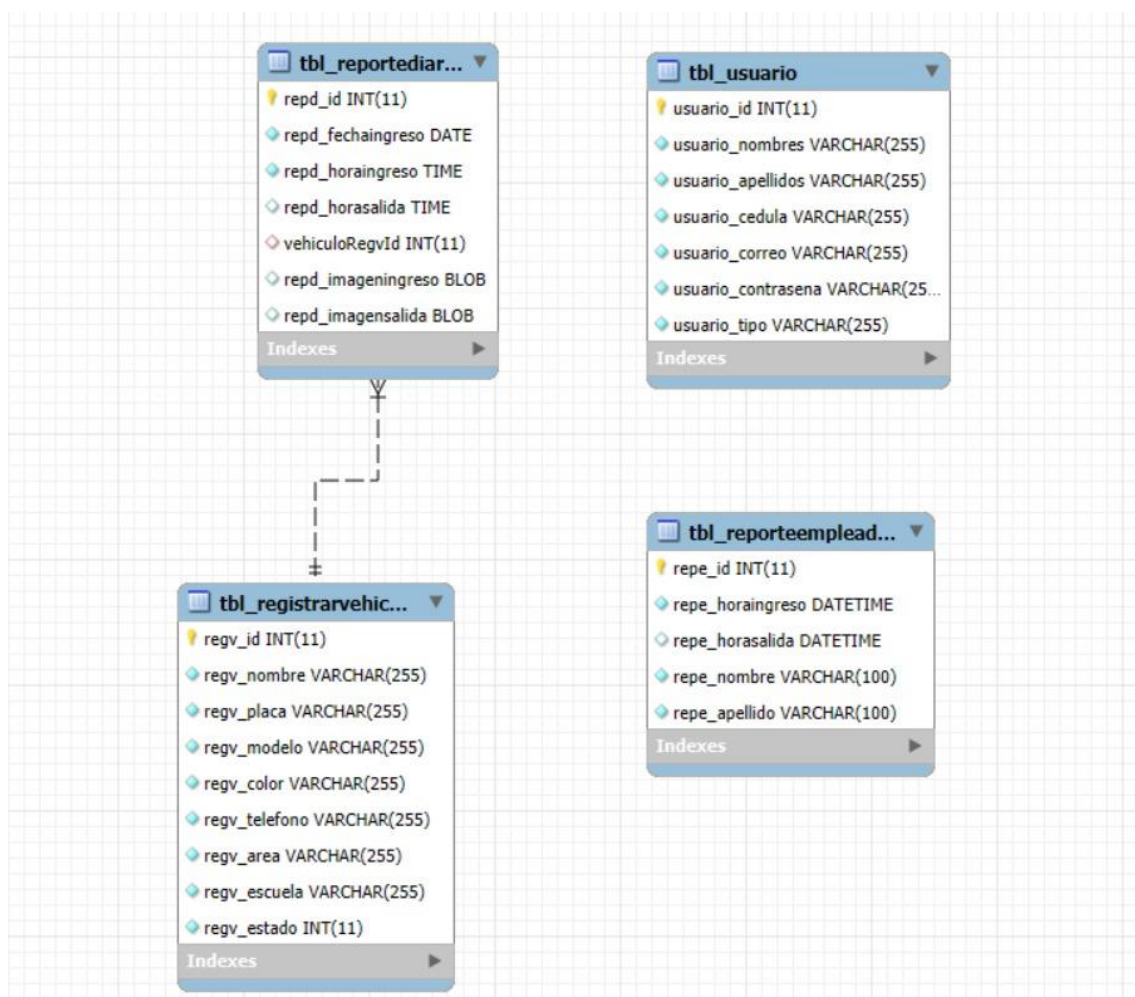 tbl_reportediar...
repd_id INT(11)
repd_fechaingreso DATE
repd_horaingreso TIME
repd_horasalida TIME
vehiculoRegvId INT(11)
repd_imageningreso BLOB
repd_imagensalida BLOB
Indexes
tbl_usuario
usuario_id INT(11)
usuario_nombres VARCHAR(255)
usuario_apellidos VARCHAR(255)
usuario_cedula VARCHAR(255)
usuario_correo VARCHAR(255)
usuario_contrasena VARCHAR(25...
usuario_tipo VARCHAR(255)
Indexes
tbl_registrarvehic...
regv_id INT(11)
regv_nombre VARCHAR(255)
regv_placa VARCHAR(255)
regv_modelo VARCHAR(255)
regv_color VARCHAR(255)
regv_telefono VARCHAR(255)
regv_area VARCHAR(255)
regv_escuela VARCHAR(255)
regv_estado INT(11)
Indexes
tbl_reporteemplead...
repe_id INT(11)
repe_horaingreso DATETIME
repe_horasalida DATETIME
repe_nombre VARCHAR(100)
repe_apellido VARCHAR(100)
Indexes